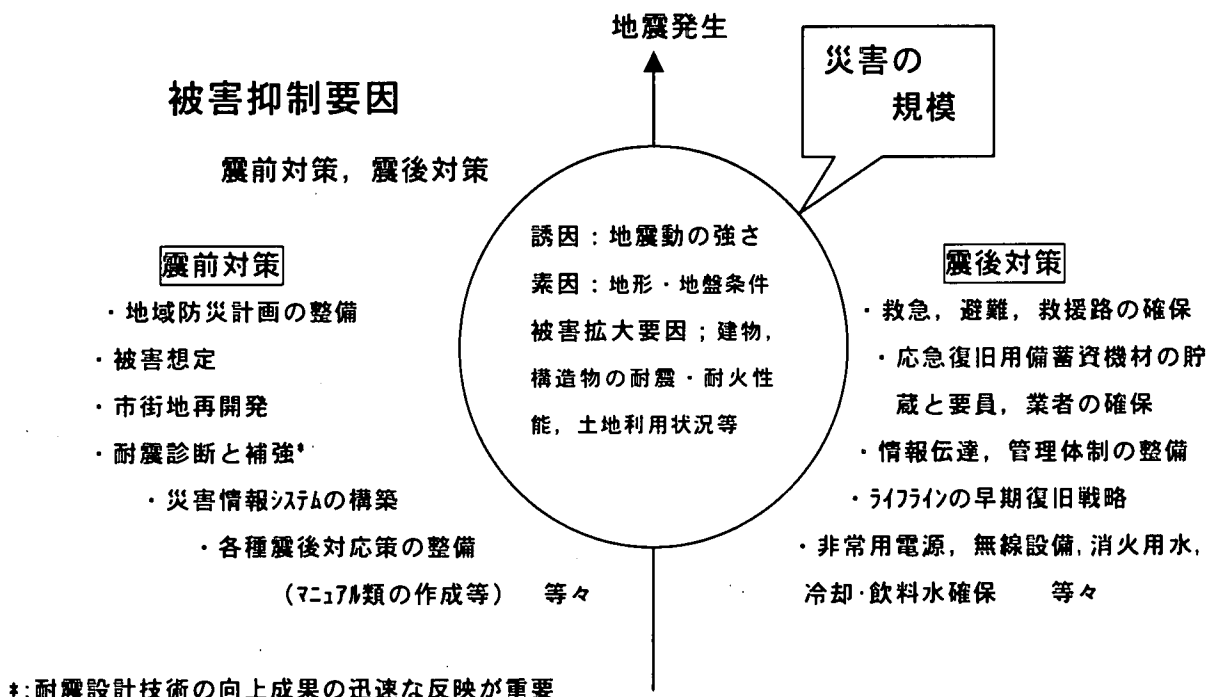 地震発生
災害の
規模
被害抑制要因
震前対策，震後対策
誘因：地震動の強さ
素因：地形・地盤条件
被害拡大要因；建物，
構造物の耐震・耐火性
能，土地利用状況等
震前対策
・地域防災計画の整備
・被害想定
・市街地再開発
・耐震診断と補強*
・災害情報ｼｽﾃﾑの構築
・各種震後対応策の整備
（ﾏﾆｭｱﾙ類の作成等）　等々
震後対策
・救急，避難，救援路の確保
・応急復旧用備蓄資機材の貯
蔵と要員，業者の確保
・情報伝達，管理体制の整備
・ﾗｲﾌﾗｲﾝの早期復旧戦略
・非常用電源，無線設備,消火用水，
冷却・飲料水確保　等々
*:耐震設計技術の向上成果の迅速な反映が重要